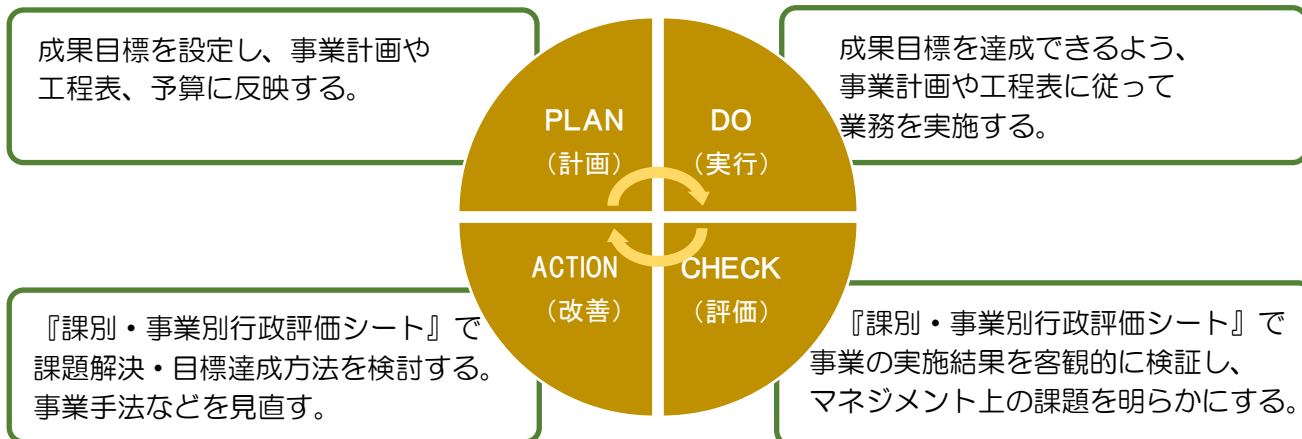 成果目標を設定し、事業計画や
工程表、予算に反映する。
成果目標を達成できるよう、
事業計画や工程表に従って
業務を実施する。
PLAN
（計画）
DO
（実行）
ACTION
（改善）
CHECK
（評価）
『課別・事業別行政評価シート』で
課題解決・目標達成方法を検討する。
事業手法などを見直す。
『課別・事業別行政評価シート』で
事業の実施結果を客観的に検証し、
マネジメント上の課題を明らかにする。